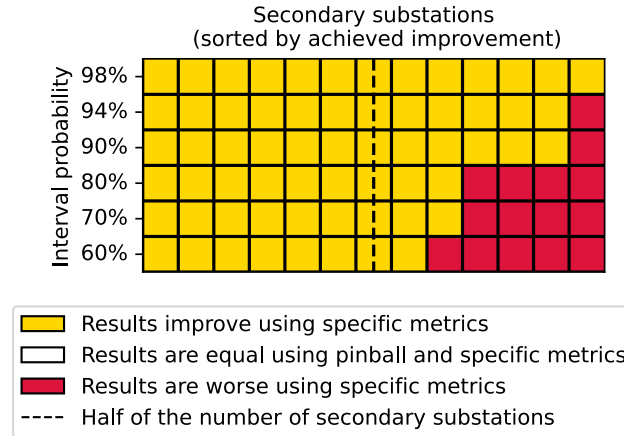 Secondary substations
(sorted by achieved improvement)
Interval probability
98%
94%
90%
80%
70%
60%
Results improve using specific metrics
Results are equal using pinball and specific metrics
Results are worse using specific metrics
Half of the number of secondary substations